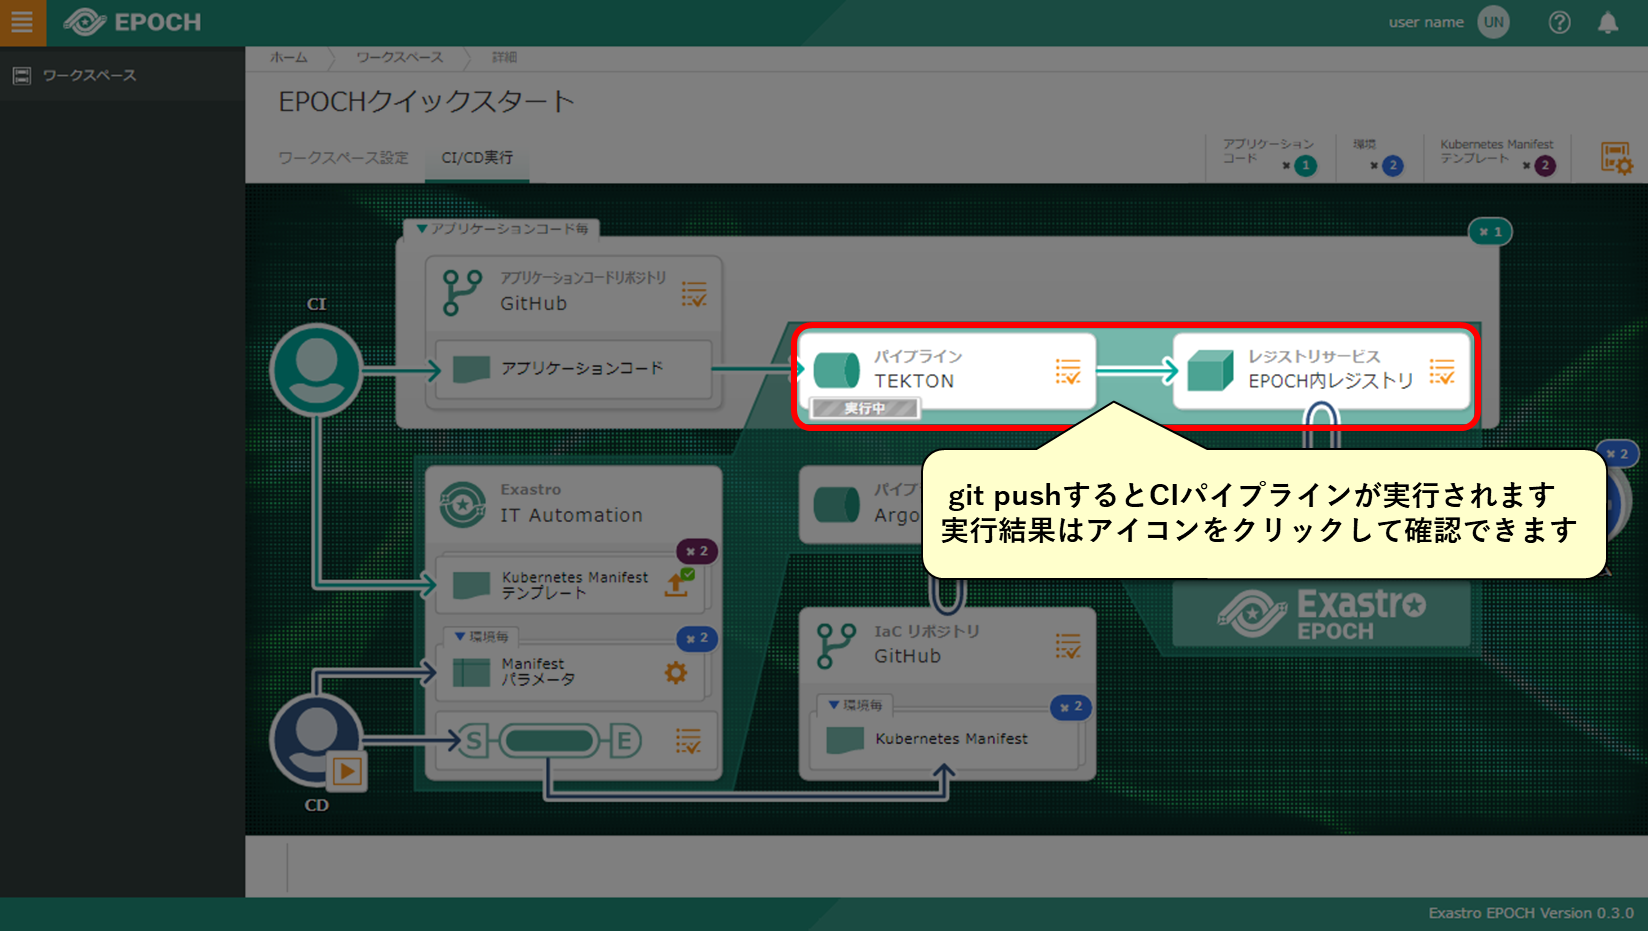 EPOCH
user name
UN
ワークスペース
ホーム
ワークスペース
詳細
EPOCHクイックスタート
ワークスペース設定
CI/CD実行
アプリケーション
コード
× 1
環境
× 2
Kubernetes Manifest
テンプレート
× 2
▼アプリケーションコード毎
× 1
アプリケーションコードリポジトリ
GitHub
アプリケーションコード
CI
パイプライン
TEKTON
実行中
レジストリサービス
EPOCH内レジストリ
× 2
git pushするとCIパイプラインが実行されます
実行結果はアイコンをクリックして確認できます
Exastro
IT Automation
× 2
Kubernetes Manifest
テンプレート
▼環境毎
× 2
Manifest
パラメータ
S
E
CD
パイプ
Argo
IaC リポジトリ
GitHub
▼環境毎
× 2
Kubernetes Manifest
Exastro
EPOCH
Exastro EPOCH Version 0.3.0